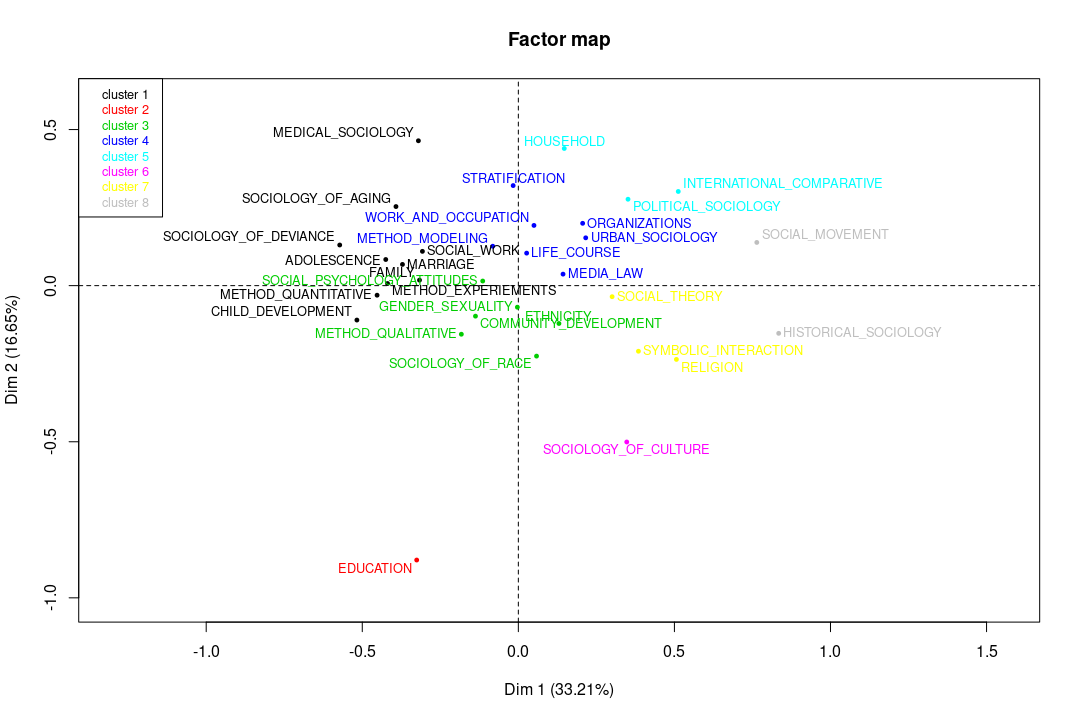 Factor map
cluster 1
cluster 2
cluster 3
cluster 4
cluster 5
cluster 6
cluster 7
cluster 8
MEDICAL_SOCIOLOGY
HOUSEHOLD
STRATIFICATION
INTERNATIONAL_COMPARATIVE
SOCIOLOGY_OF_AGING
POLITICAL_SOCIOLOGY
WORK_AND_OCCUPATION
ORGANIZATIONS
SOCIOLOGY_OF_DEVIANCE
METHOD_MODELING
URBAN_SOCIOLOGY
SOCIAL_MOVEMENT
SOCIAL_WORK
LIFE_COURSE
ADOLESCENCE
MARRIAGE
FAMILY
MEDIA_LAW
SOCIAL_PSYCHOLOGY_ATTITUDES
METHOD_QUANTITATIVE
METHOD_EXPERIEMENTS
SOCIAL_THEORY
GENDER_SEXUALITY
CHILD_DEVELOPMENT
ETHNICITY
COMMUNITY_DEVELOPMENT
METHOD_QUALITATIVE
HISTORICAL_SOCIOLOGY
SYMBOLIC_INTERACTION
SOCIOLOGY_OF_RACE
RELIGION
SOCIOLOGY_OF_CULTURE
EDUCATION
0.5
0.0
-0.5
-1.0
Dim 2 (16.65%)
-1.0 -0.5 0.0 0.5 1.0 1.5
Dim 1 (33.21%)